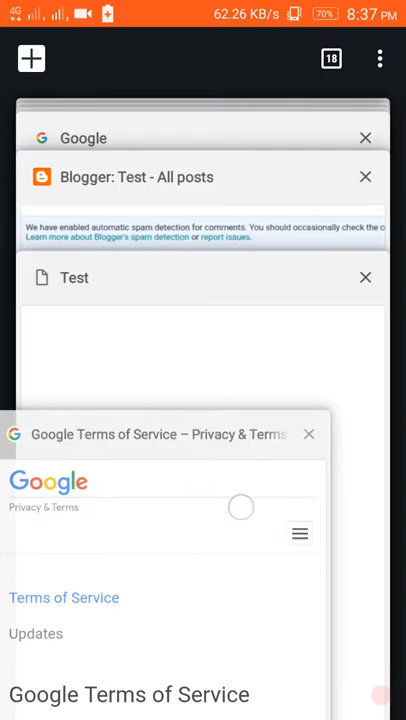 4G 2 62.26 KB/s 70% 8:37 PM
18
Google
Blogger: Test - All posts
We have enabled automatic spam detection for comments. You should occasionally check the c
Learn more about Blogger's spam detection or report issues.
Test
Google Terms of Service – Privacy & Terms
Google
Privacy & Terms
Terms of Service
Updates
Google Terms of Service